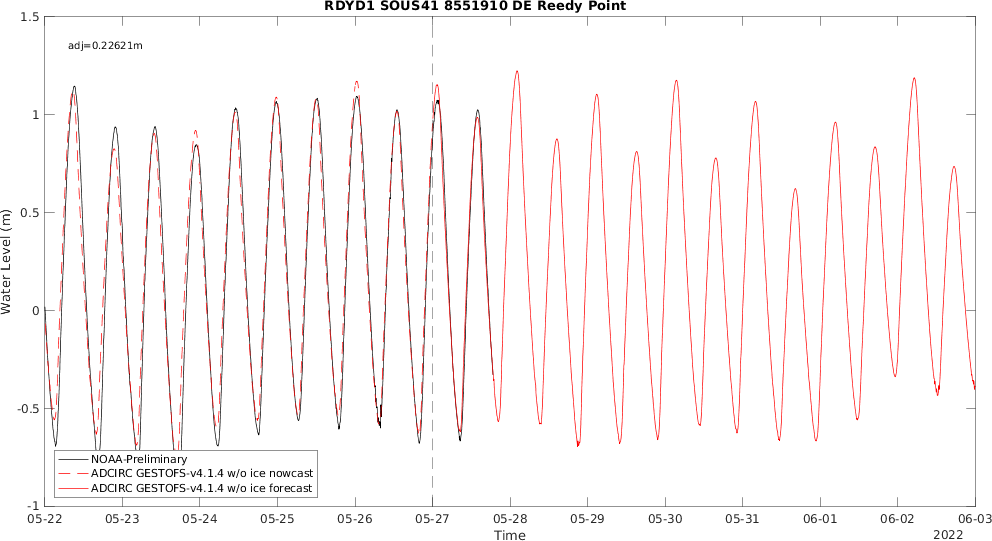 RDYD1 SOUS41 8551910 DE Reedy Point
adj=0.22621m
Water Level (m)
1.5
1
0.5
0
-0.5
-1
NOAA-Preliminary
ADCIRC GESTOFS-v4.1.4 w/o ice nowcast
ADCIRC GESTOFS-v4.1.4 w/o ice forecast
05-22 05-23 05-24 05-25 05-26 05-27 05-28 05-29 05-30 05-31 06-01 06-02 06-03
Time
2022